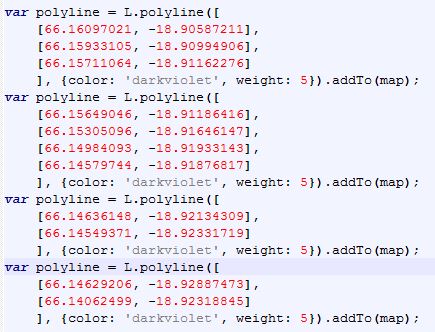 var polyline = L.polyline([
[66.16097021, -18.90587211],
[66.15933105, -18.90994906],
[66.15711064, -18.91162276]
], {color: 'darkviolet', weight: 5}).addTo(map);
var polyline = L.polyline([
[66.15649046, -18.91186416],
[66.15305096, -18.91646147],
[66.14984093, -18.91933143],
[66.14579744, -18.91876817]
], {color: 'darkviolet', weight: 5}).addTo(map);
var polyline = L.polyline([
[66.14636148, -18.92134309],
[66.14549371, -18.92331719]
], {color: 'darkviolet', weight: 5}).addTo(map);
var polyline = L.polyline([
[66.14629206, -18.92887473],
[66.14062499, -18.92318845]
], {color: 'darkviolet', weight: 5}).addTo(map);